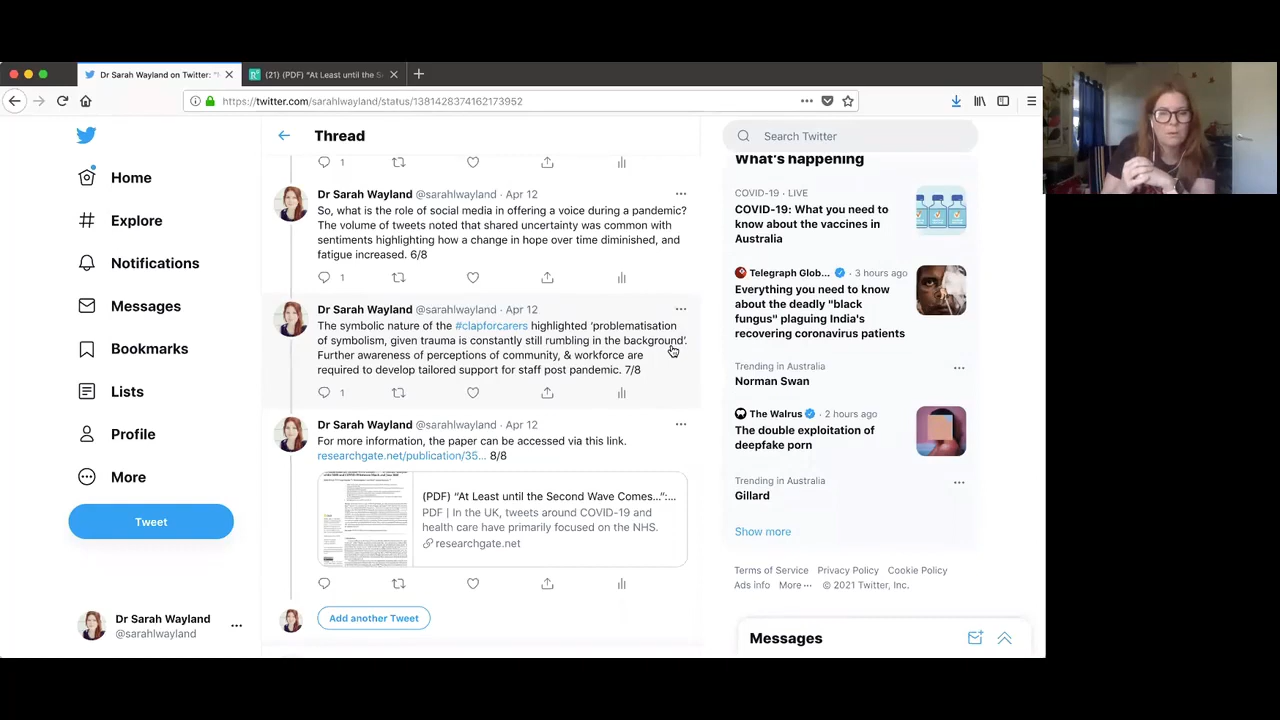 Dr Sarah Wayland on Twitter: "
(21) (PDF) "At Least until the S
https://twitter.com/sarahlwayland/status/1381428374162173952
Home
Explore
Notifications
Messages
Bookmarks
Lists
Profile
More
Tweet
Dr Sarah Wayland
@sarahlwayland
Thread
1
Dr Sarah Wayland @sarahlwayland · Apr 12
So, what is the role of social media in offering a voice during a pandemic?
The volume of tweets noted that shared uncertainty was common with
sentiments highlighting how a change in hope over time diminished, and
fatigue increased. 6/8
1
Dr Sarah Wayland @sarahlwayland · Apr 12
The symbolic nature of the #clapforcarers highlighted 'problematisation
of symbolism, given trauma is constantly still rumbling in the background'.
Further awareness of perceptions of community, & workforce are
required to develop tailored support for staff post pandemic. 7/8
1
Dr Sarah Wayland @sarahlwayland · Apr 12
For more information, the paper can be accessed via this link.
researchgate.net/publication/35... 8/8
(PDF) "At Least until the Second Wave Comes...":...
PDF | In the UK, tweets around COVID-19 and
health care have primarily focused on the NHS.
researchgate.net
Add another Tweet
Search Twitter
What's happening
COVID-19 · LIVE
COVID-19: What you need to
know about the vaccines in
Australia
Telegraph Glob... · 3 hours ago
Everything you need to know
about the deadly "black
fungus" plaguing India's
recovering coronavirus patients
Trending in Australia
Norman Swan
The Walrus · 2 hours ago
The double exploitation of
deepfake porn
Trending in Australia
Gillard
Show more
Terms of Service Privacy Policy Cookie Policy
Ads info More ··· © 2021 Twitter, Inc.
Messages